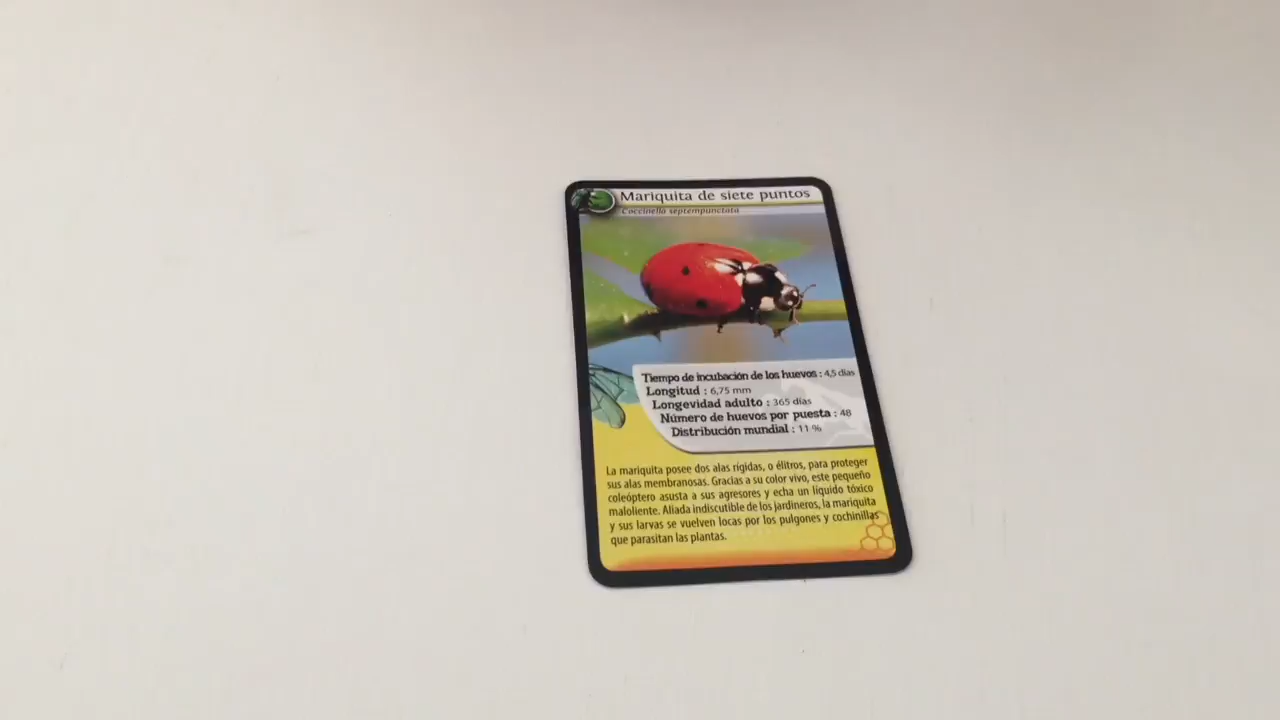 Mariquita de siete puntos
Coccinella septempunctata
Tiempo de incubación de los huevos : 4,5 días
Longitud : 6,75 mm
Longevidad adulto : 365 días
Número de huevos por puesta : 48
Distribución mundial : 11 %
La mariquita posee dos alas rígidas, o élitros, para proteger
sus alas membranosas. Gracias a su color vivo, este pequeño
coleóptero asusta a sus agresores y echa un líquido tóxico
maloliente. Aliada indiscutible de los jardineros, la mariquita
y sus larvas se vuelven locas por los pulgones y cochinillas
que parasitan las plantas.